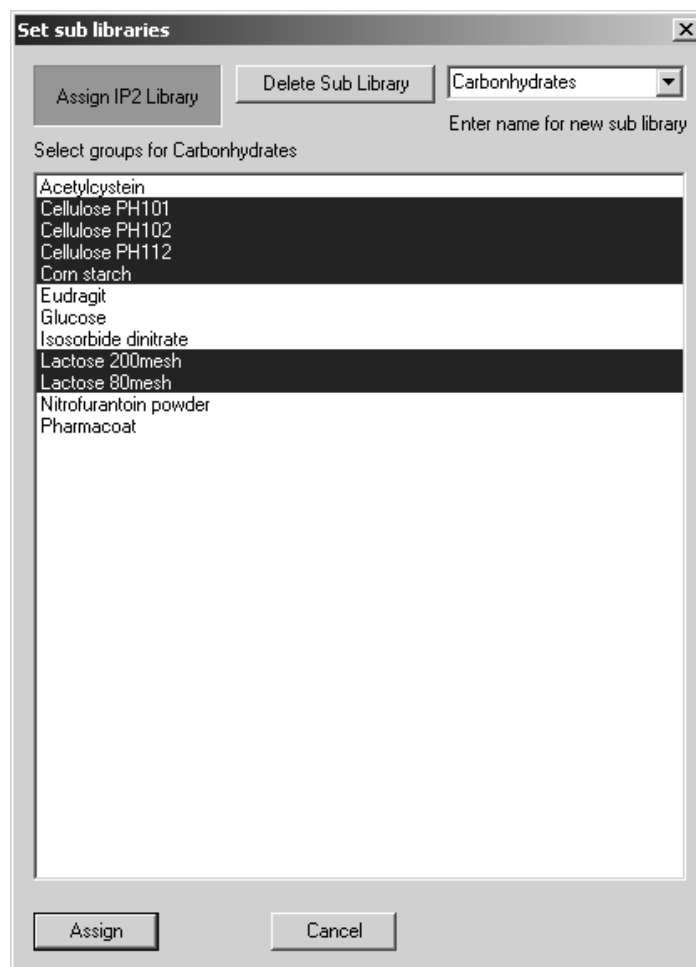 Set sub libraries
Assign IP2 Library
Delete Sub Library
Carbonhydrates
Enter name for new sub library
Select groups for Carbonhydrates
Acetylcystein
Cellulose PH101
Cellulose PH102
Cellulose PH112
Corn starch
Eudragit
Glucose
Isosorbide dinitrate
Lactose 200mesh
Lactose 80mesh
Nitrofurantoin powder
Pharmacoat
Assign
Cancel